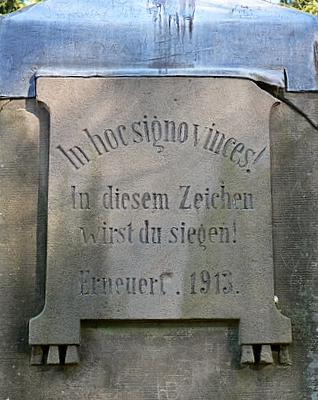 In hoc signo vinces!
In diesem Zeichen
wirst du siegen!
Erneuert. 1913.